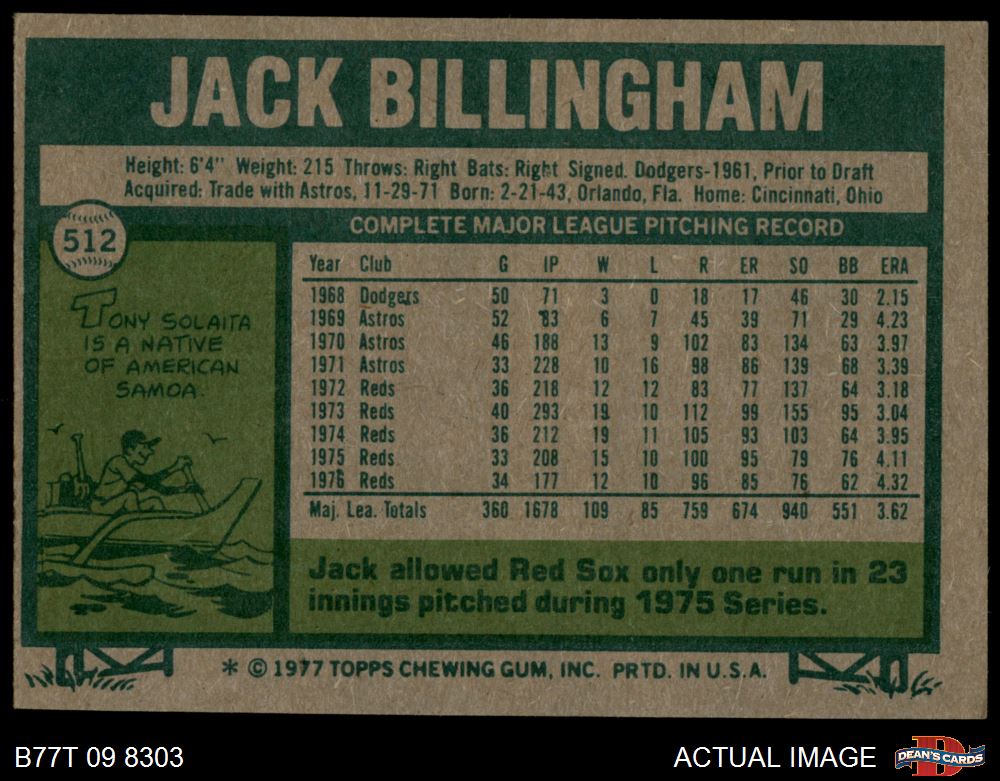 JACK BILLINGHAM
Height: 6'4" Weight: 215 Throws: Right Bats: Right Signed. Dodgers-1961, Prior to Draft
Acquired: Trade with Astros, 11-29-71 Born: 2-21-43, Orlando, Fla. Home: Cincinnati, Ohio
512
TONY SOLAITA
IS A NATIVE
OF AMERICAN
SAMOA.
COMPLETE MAJOR LEAGUE PITCHING RECORD
Year Club G IP W L R ER SO BB ERA
1968 Dodgers 50 71 3 0 18 17 46 30 2.15
1969 Astros 52 83 6 7 45 39 71 29 4.23
1970 Astros 46 188 13 9 102 83 134 63 3.97
1971 Astros 33 228 10 16 98 86 139 68 3.39
1972 Reds 36 218 12 12 83 77 137 64 3.18
1973 Reds 40 293 19 10 112 99 155 95 3.04
1974 Reds 36 212 19 11 105 93 103 64 3.95
1975 Reds 33 208 15 10 100 95 79 76 4.11
1976 Reds 34 177 12 10 96 85 76 62 4.32
Maj. Lea. Totals 360 1678 109 85 759 674 940 551 3.62
Jack allowed Red Sox only one run in 23
innings pitched during 1975 Series.
* © 1977 TOPPS CHEWING GUM, INC. PRTD. IN U.S.A.
B77T 09 8303
ACTUAL IMAGE
D
DEAN'S CARDS